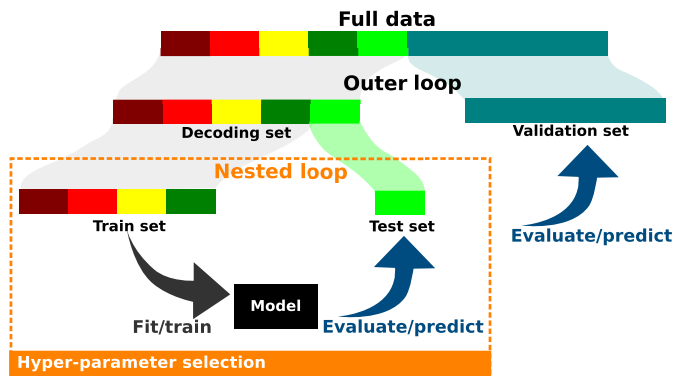 Full data
Outer loop
Decoding set
Validation set
Nested loop
Train set
Test set
Evaluate/predict
Model
Fit/train
Evaluate/predict
Hyper-parameter selection